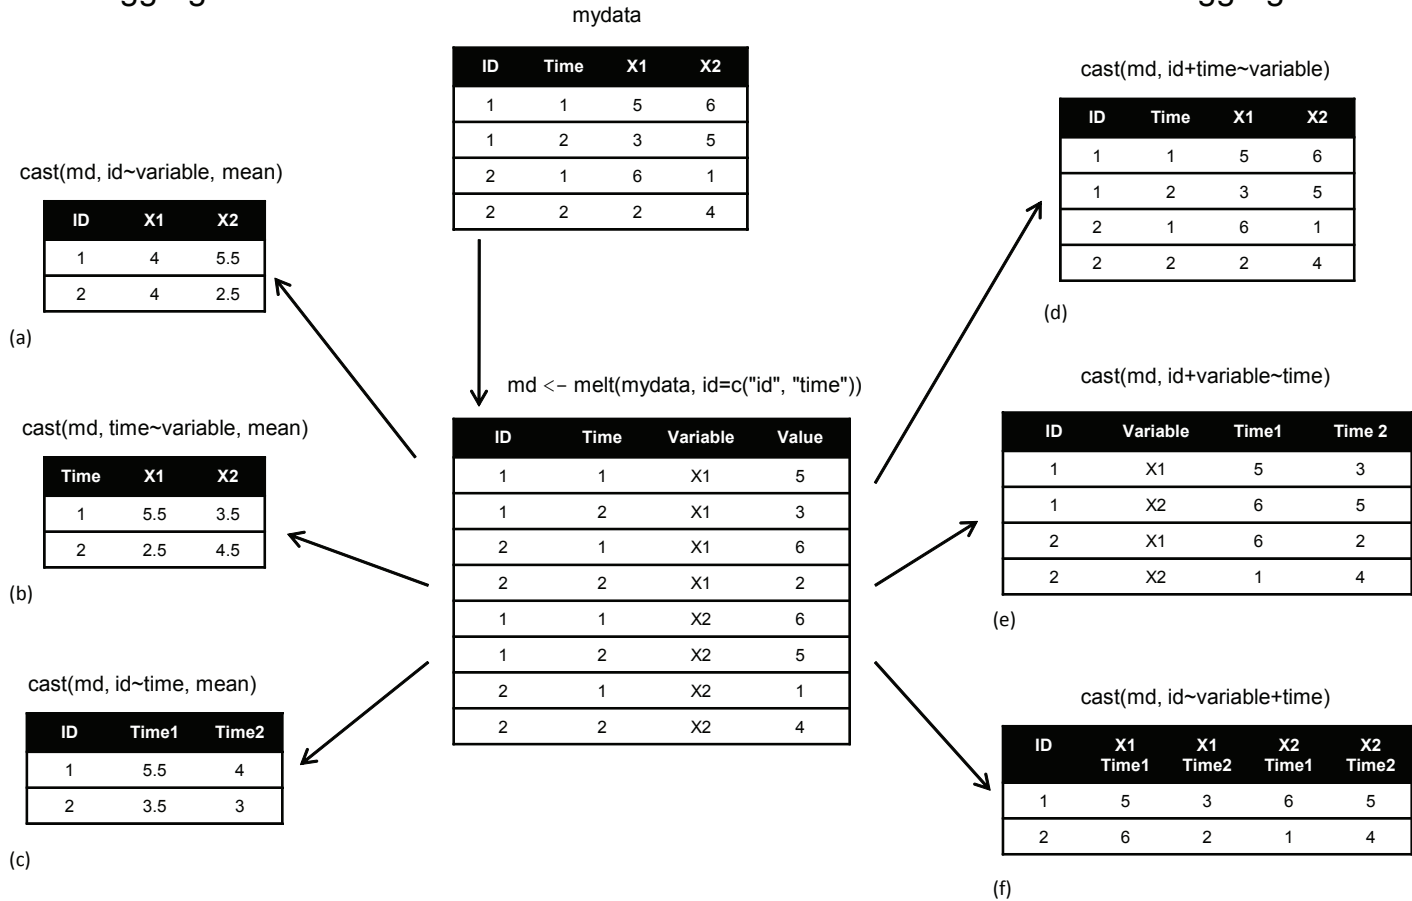 mydata
ID Time X1 X2
1 1 5 6
1 2 3 5
2 1 6 1
2 2 2 4
cast(md, id~variable, mean)
ID X1 X2
1 4 5.5
2 4 2.5
(a)
cast(md, time~variable, mean)
Time X1 X2
1 5.5 3.5
2 2.5 4.5
(b)
cast(md, id~time, mean)
ID Time1 Time2
1 5.5 4
2 3.5 3
(c)
md <- melt(mydata, id=c("id", "time"))
ID Time Variable Value
1 1 X1 5
1 2 X1 3
2 1 X1 6
2 2 X1 2
1 1 X2 6
1 2 X2 5
2 1 X2 1
2 2 X2 4
cast(md, id+time~variable)
ID Time X1 X2
1 1 5 6
1 2 3 5
2 1 6 1
2 2 2 4
(d)
cast(md, id+variable~time)
ID Variable Time1 Time 2
1 X1 5 3
1 X2 6 5
2 X1 6 2
2 X2 1 4
(e)
cast(md, id~variable+time)
ID X1 X1 X2 X2
Time1 Time2 Time1 Time2
1 5 3 6 5
2 6 2 1 4
(f)